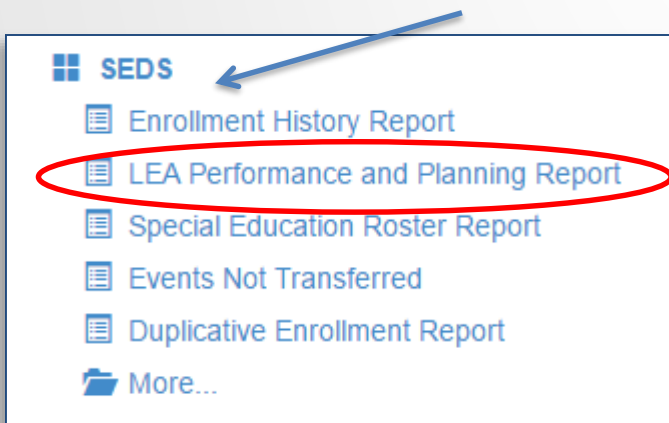 SEDS
Enrollment History Report
LEA Performance and Planning Report
Special Education Roster Report
Events Not Transferred
Duplicative Enrollment Report
More...